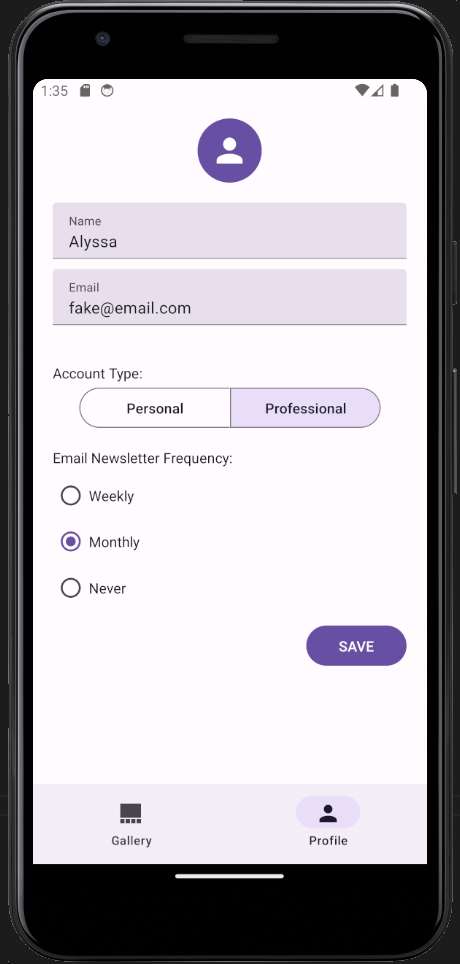 1:35
Name
Alyssa
Email
fake@email.com
Account Type:
Personal Professional
Email Newsletter Frequency:
Weekly
Monthly
Never
SAVE
Gallery Profile